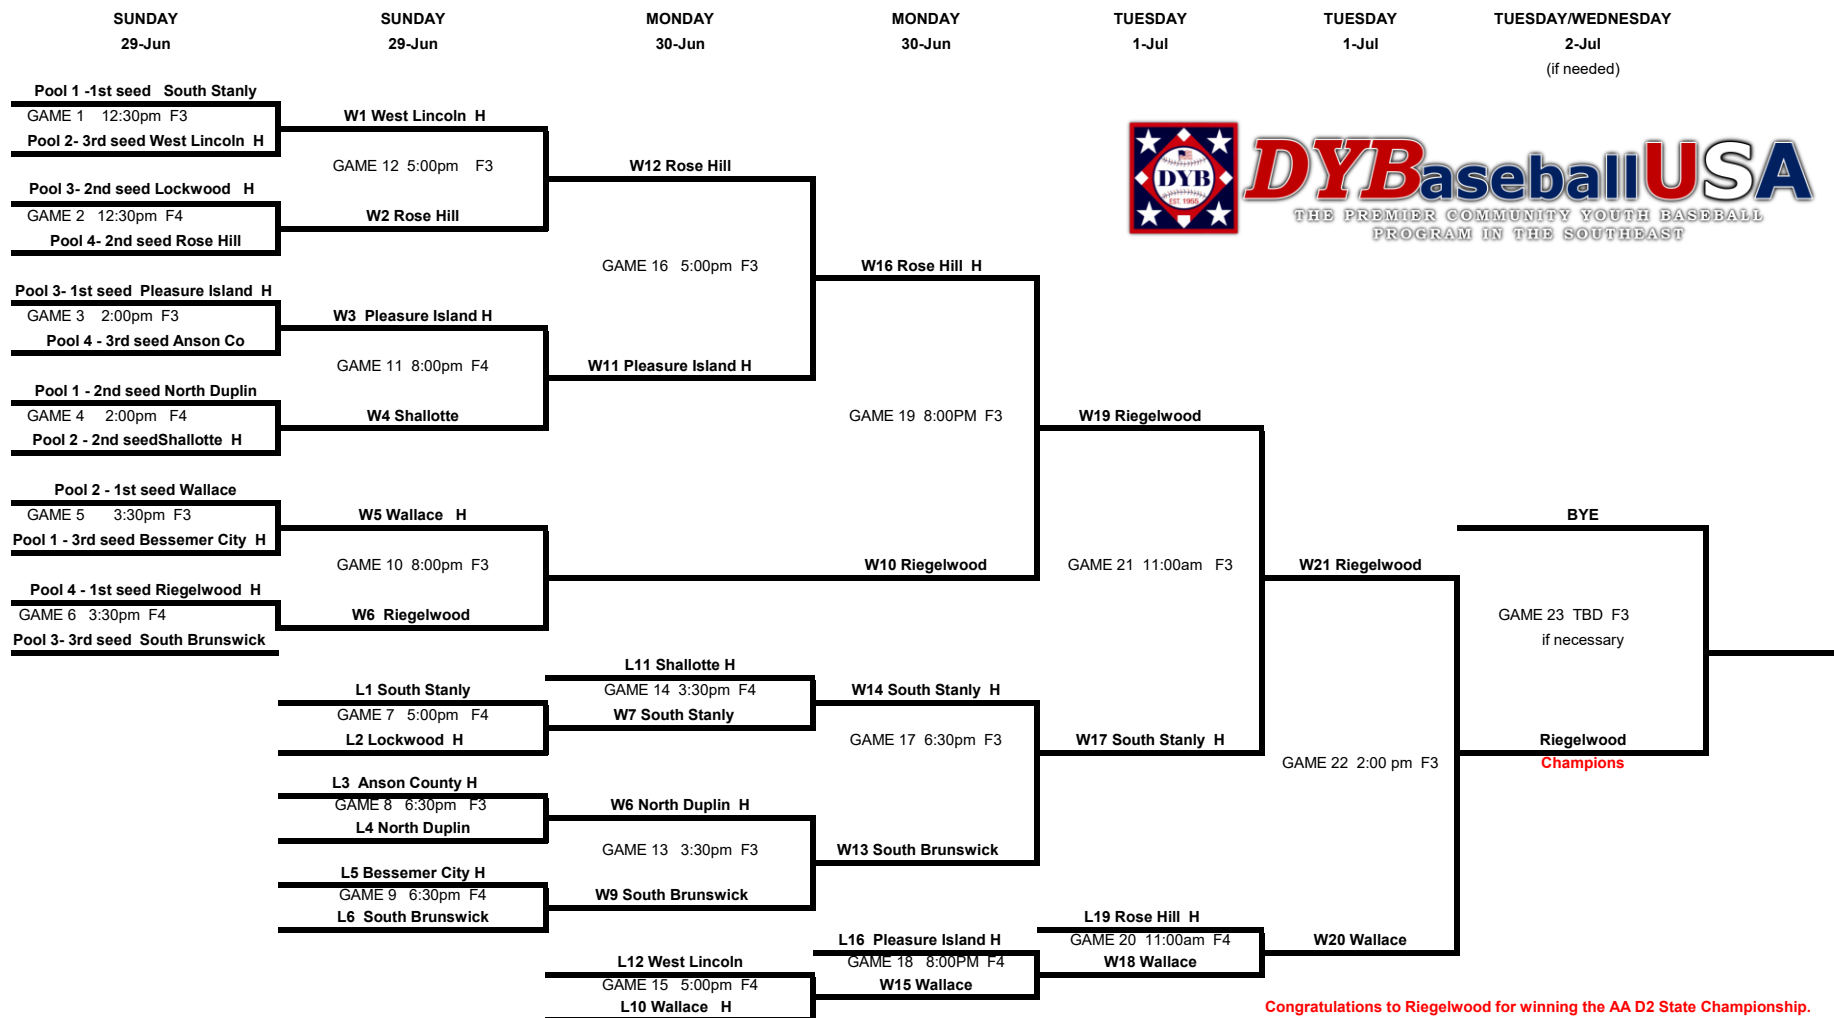 SUNDAY SUNDAY MONDAY MONDAY TUESDAY TUESDAY TUESDAY/WEDNESDAY
29-Jun 29-Jun 30-Jun 30-Jun 1-Jul 1-Jul 2-Jul
(if needed)
Pool 1 -1st seed South Stanly
GAME 1 12:30pm F3
Pool 2- 3rd seed West Lincoln H
Pool 3- 2nd seed Lockwood H
GAME 2 12:30pm F4
Pool 4- 2nd seed Rose Hill
Pool 3- 1st seed Pleasure Island H
GAME 3 2:00pm F3
Pool 4 - 3rd seed Anson Co
Pool 1 - 2nd seed North Duplin
GAME 4 2:00pm F4
Pool 2 - 2nd seedShallotte H
Pool 2 - 1st seed Wallace
GAME 5 3:30pm F3
Pool 1 - 3rd seed Bessemer City H
Pool 4 - 1st seed Riegelwood H
GAME 6 3:30pm F4
Pool 3- 3rd seed South Brunswick
W1 West Lincoln H
GAME 12 5:00pm F3
W2 Rose Hill
W3 Pleasure Island H
GAME 11 8:00pm F4
W4 Shallotte
W5 Wallace H
GAME 10 8:00pm F3
W6 Riegelwood
L1 South Stanly
GAME 7 5:00pm F4
L2 Lockwood H
L3 Anson County H
GAME 8 6:30pm F3
L4 North Duplin
L5 Bessemer City H
GAME 9 6:30pm F4
L6 South Brunswick
W12 Rose Hill
GAME 16 5:00pm F3
W11 Pleasure Island H
L11 Shallotte H
GAME 14 3:30pm F4
W7 South Stanly
W6 North Duplin H
GAME 13 3:30pm F3
W9 South Brunswick
L12 West Lincoln
GAME 15 5:00pm F4
L10 Wallace H
W16 Rose Hill H
GAME 19 8:00PM F3
W10 Riegelwood
W14 South Stanly H
GAME 17 6:30pm F3
W13 South Brunswick
L16 Pleasure Island H
GAME 18 8:00PM F4
W15 Wallace
W19 Riegelwood
GAME 21 11:00am F3
W17 South Stanly H
L19 Rose Hill H
GAME 20 11:00am F4
W18 Wallace
W21 Riegelwood
GAME 22 2:00 pm F3
W20 Wallace
DYB
EST. 1955
DYBaseballUSA
THE PREMIER COMMUNITY YOUTH BASEBALL
PROGRAM IN THE SOUTHEAST
BYE
GAME 23 TBD F3
if necessary
Riegelwood
Champions
Congratulations to Riegelwood for winning the AA D2 State Championship.